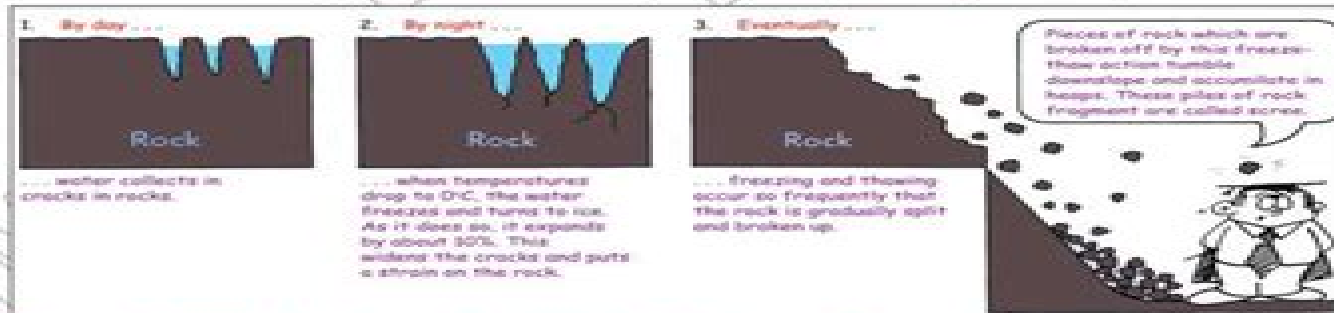 1. By day ...
Rock
... water collects in
cracks in rocks.
2. By night ...
Rock
... when temperatures
drop to 0°C, the water
freezes and turns to ice.
As it does so, it expands
by about 10%. This
widens the cracks and puts
a strain on the rock.
3. Eventually ...
Rock
... freezing and thawing
occur so frequently that
the rock is gradually split
and broken up.
Pieces of rock which are
broken off by this freeze-
thaw action tumble
downslope and accumulate in
heaps. These piles of rock
fragment are called scree.